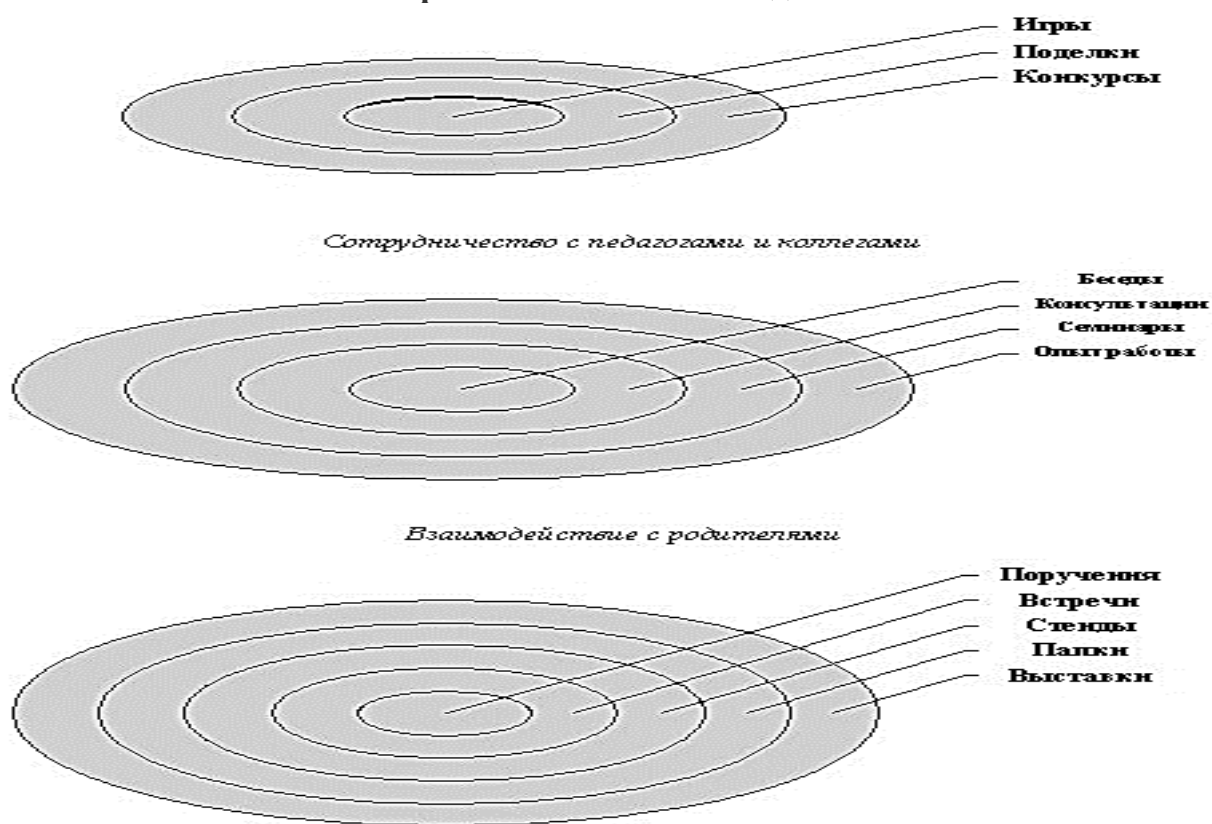 Игры
Поделки
Конкурсы
Сотрудничество с педагогами и коллегами
Беседы
Консультации
Семинары
Опыт работы
Взаимодействие с родителями
Поручения
Встречи
Стенды
Папки
Выставки